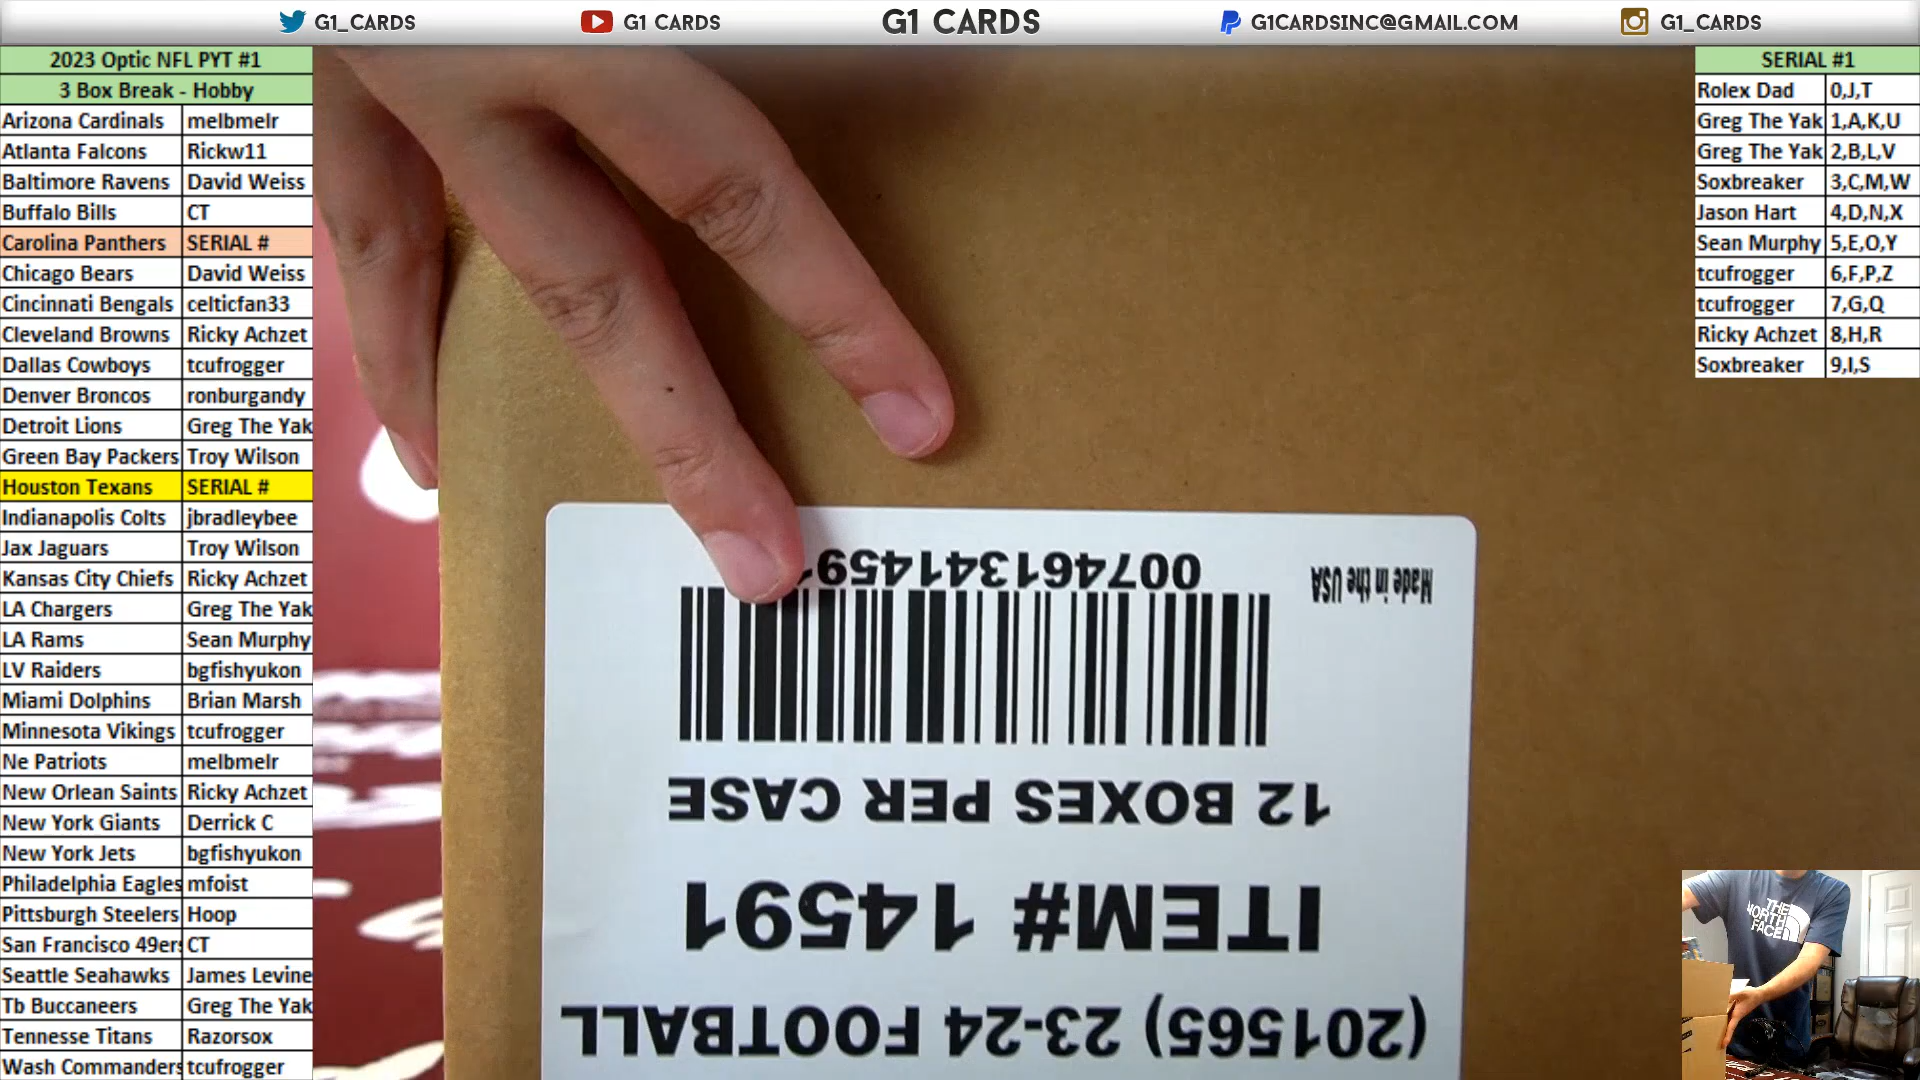 G1_CARDS
G1 CARDS
G1 CARDS
G1CARDSINC@GMAIL.COM
G1_CARDS
2023 Optic NFL PYT #1
3 Box Break - Hobby
Arizona Cardinals melbmelr
Atlanta Falcons Rickw11
Baltimore Ravens David Weiss
Buffalo Bills CT
Carolina Panthers SERIAL #
Chicago Bears David Weiss
Cincinnati Bengals celticfan33
Cleveland Browns Ricky Achzet
Dallas Cowboys tcufrogger
Denver Broncos ronburgandy
Detroit Lions Greg The Yak
Green Bay Packers Troy Wilson
Houston Texans SERIAL #
Indianapolis Colts jbradleybee
Jax Jaguars Troy Wilson
Kansas City Chiefs Ricky Achzet
LA Chargers Greg The Yak
LA Rams Sean Murphy
LV Raiders bgfishyukon
Miami Dolphins Brian Marsh
Minnesota Vikings tcufrogger
Ne Patriots melbmelr
New Orlean Saints Ricky Achzet
New York Giants Derrick C
New York Jets bgfishyukon
Philadelphia Eagles mfoist
Pittsburgh Steelers Hoop
San Francisco 49ers CT
Seattle Seahawks James Levine
Tb Buccaneers Greg The Yak
Tennesse Titans Razorsox
Wash Commanders tcufrogger
SERIAL #1
Rolex Dad 0,J,T
Greg The Yak 1,A,K,U
Greg The Yak 2,B,L,V
Soxbreaker 3,C,M,W
Jason Hart 4,D,N,X
Sean Murphy 5,E,O,Y
tcufrogger 6,F,P,Z
tcufrogger 7,G,Q
Ricky Achzet 8,H,R
Soxbreaker 9,I,S
(201565) 23-24 FOOTBALL
ITEM# 14591
12 BOXES PER CASE
Made in the USA
THE NORTH FACE